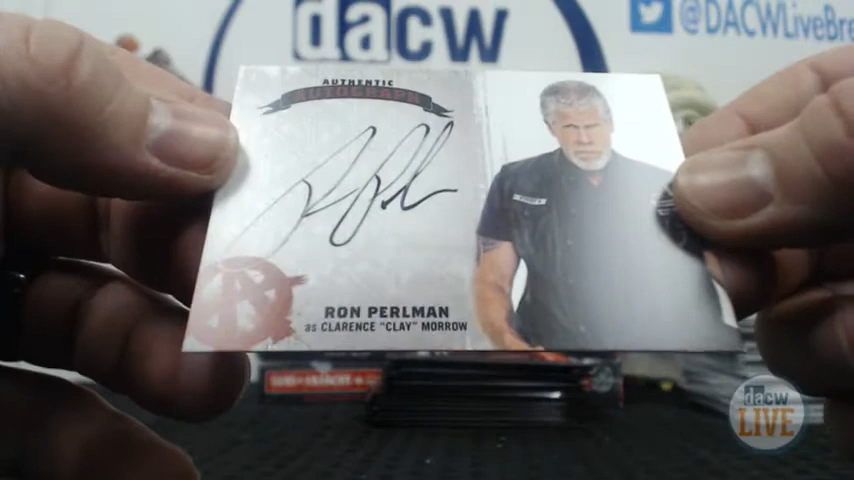 dacw
@DACWLiveBre
AUTHENTIC
AUTOGRAPH
RON PERLMAN
AS CLARENCE "CLAY" MORROW
dacw
LIVE